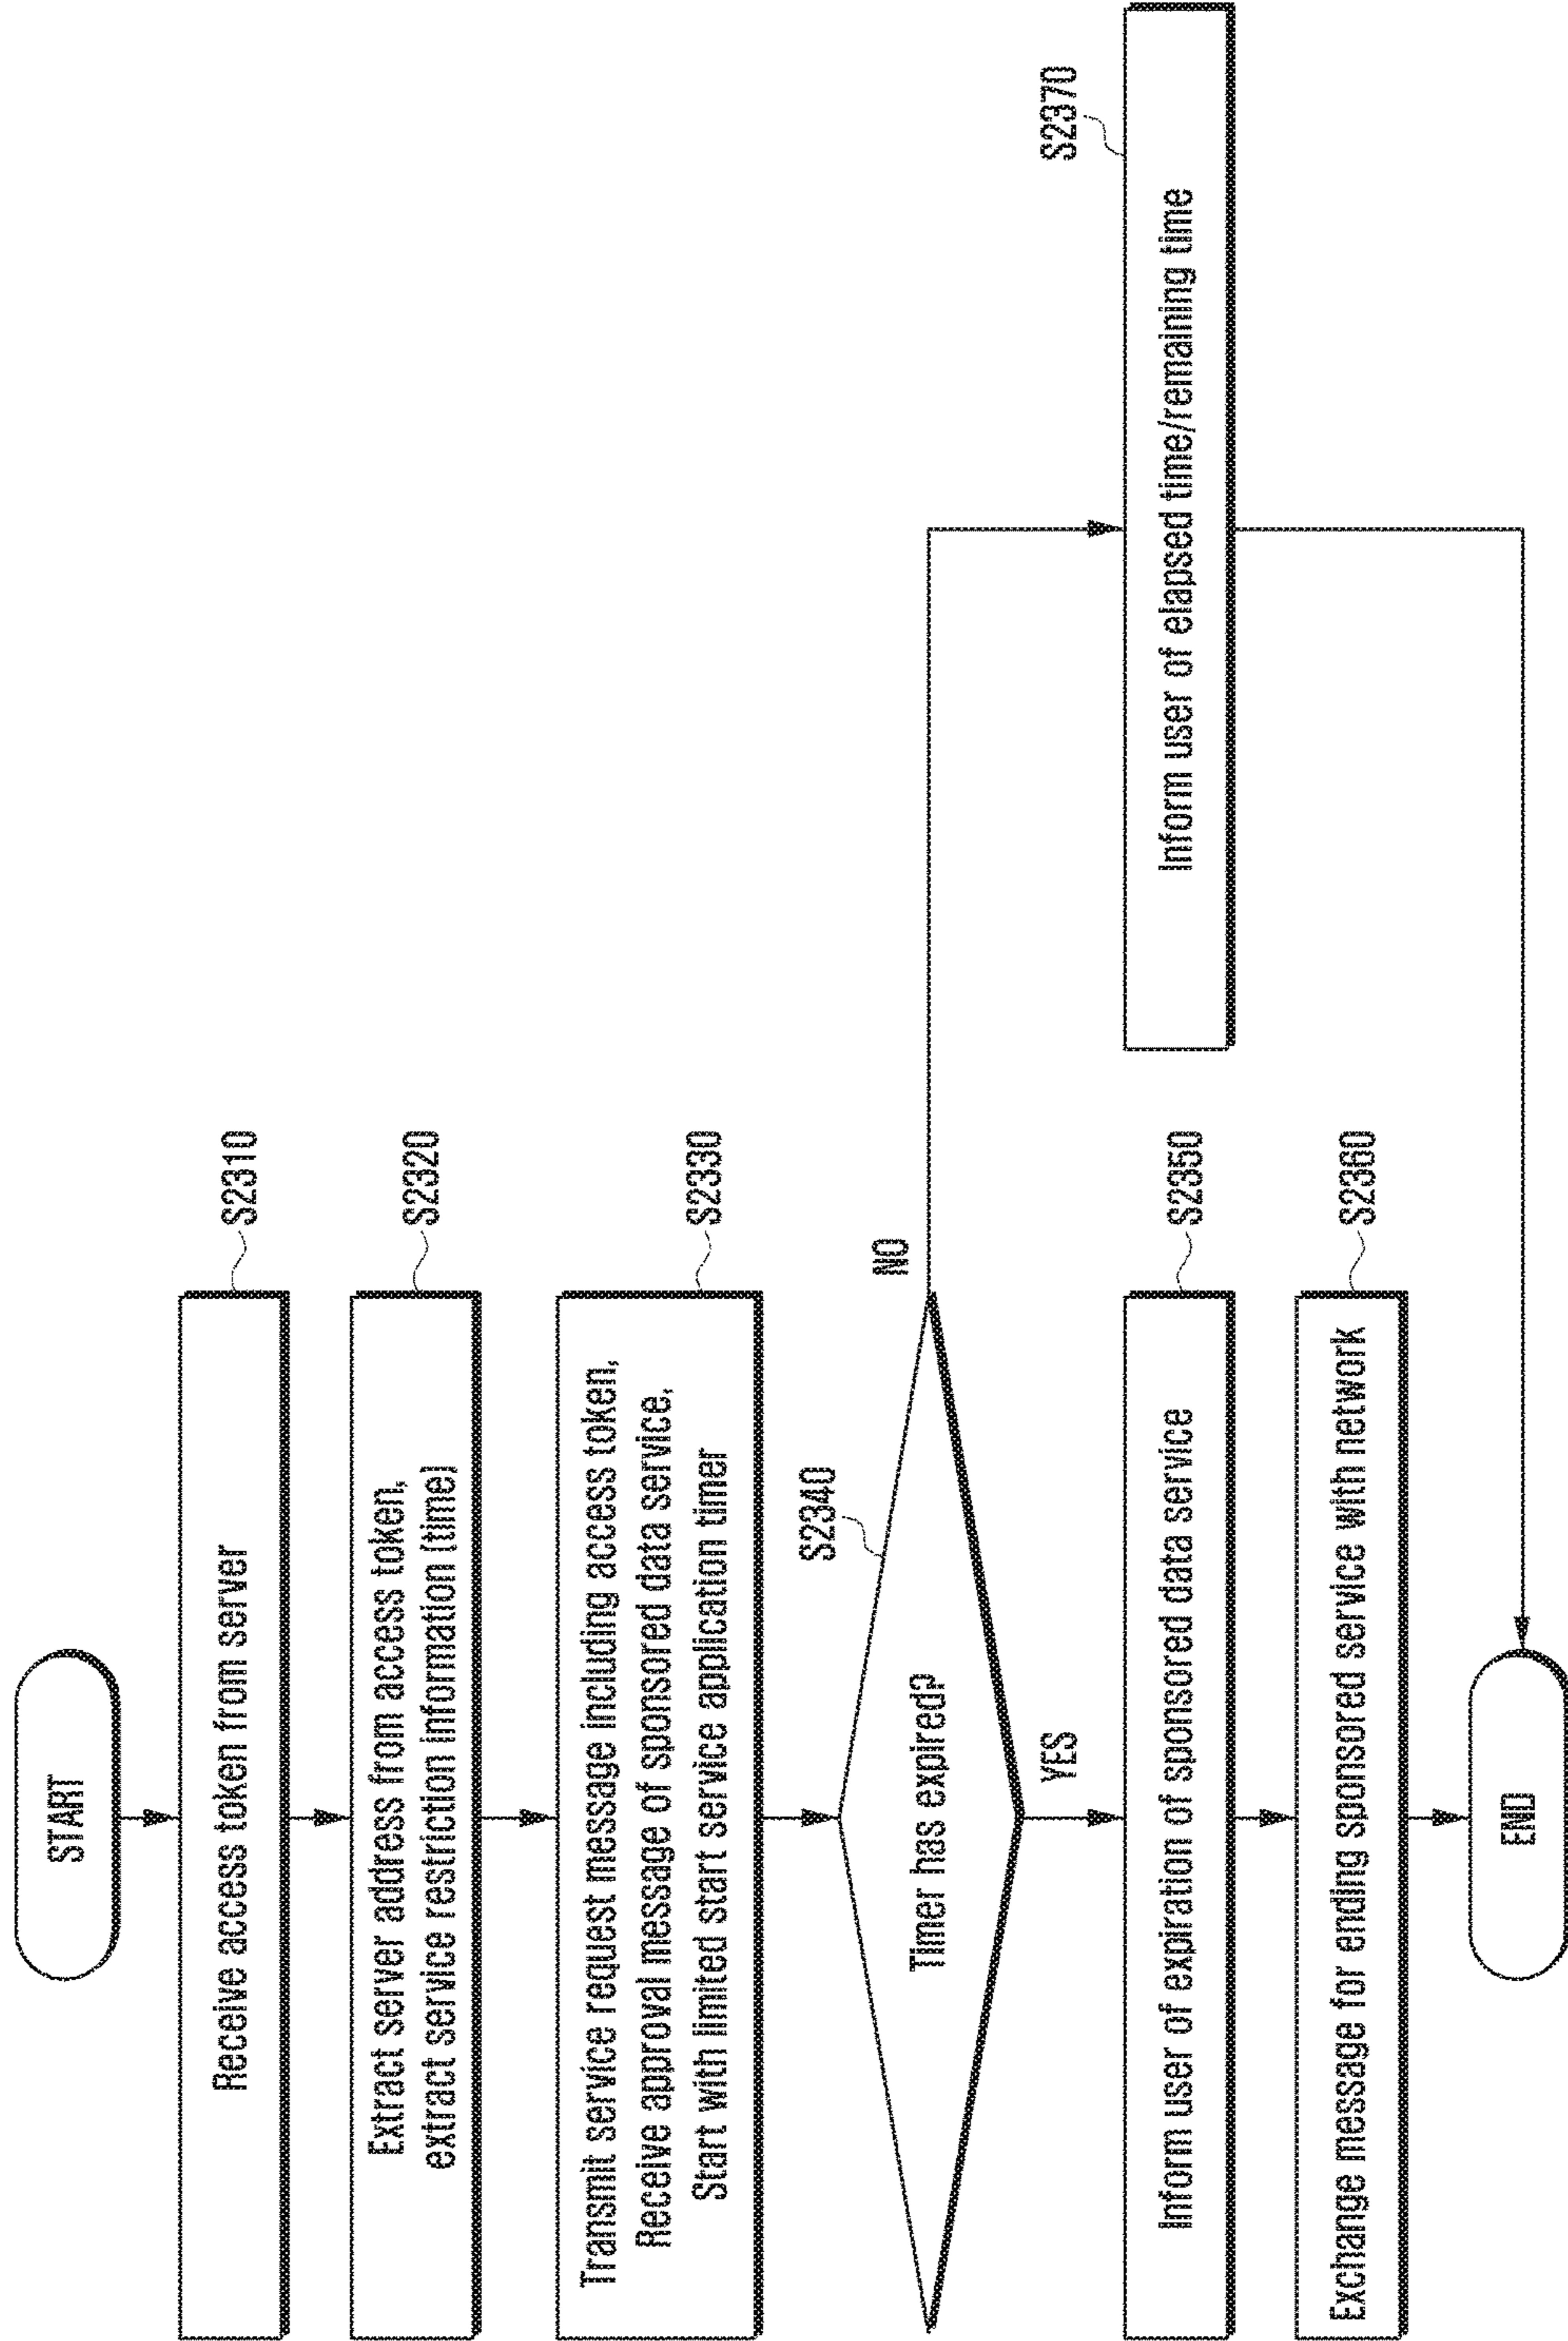 START
Receive access token from server
S2310
Extract server address from access token,
extract service restriction information (time)
S2320
Transmit service request message including access token,
Receive approval message of sponsored data service,
Start with limited start service application timer
S2330
S2340
Timer has expired?
NO
YES
Inform user of expiration of sponsored data service
S2350
Inform user of elapsed time/remaining time
S2370
Exchange message for ending sponsored service with network
S2360
END